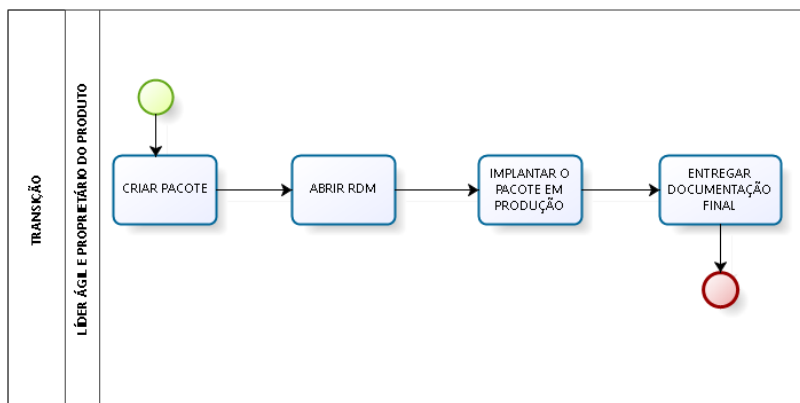 TRANSIÇÃO
LÍDER ÁGIL E PROPRIETÁRIO DO PRODUTO
CRIAR PACOTE
ABRIR RDM
IMPLANTAR O
PACOTE EM
PRODUÇÃO
ENTREGAR
DOCUMENTAÇÃO
FINAL